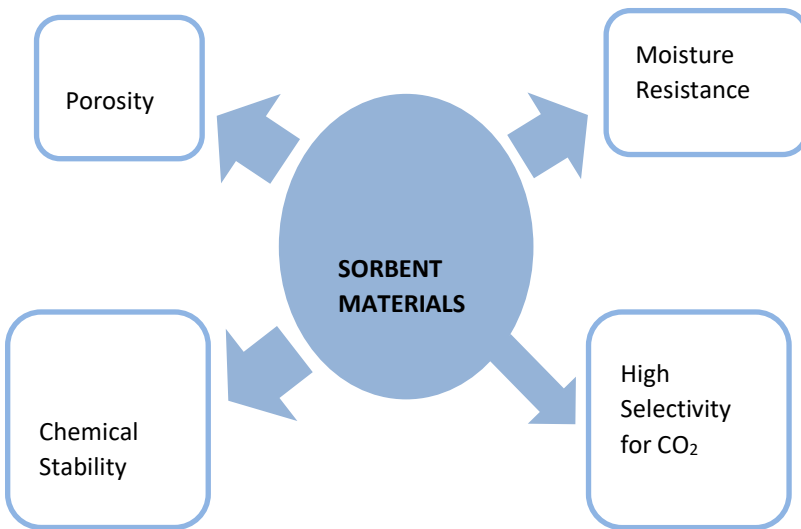 Porosity
Moisture
Resistance
SORBENT
MATERIALS
Chemical
Stability
High
Selectivity
for CO₂